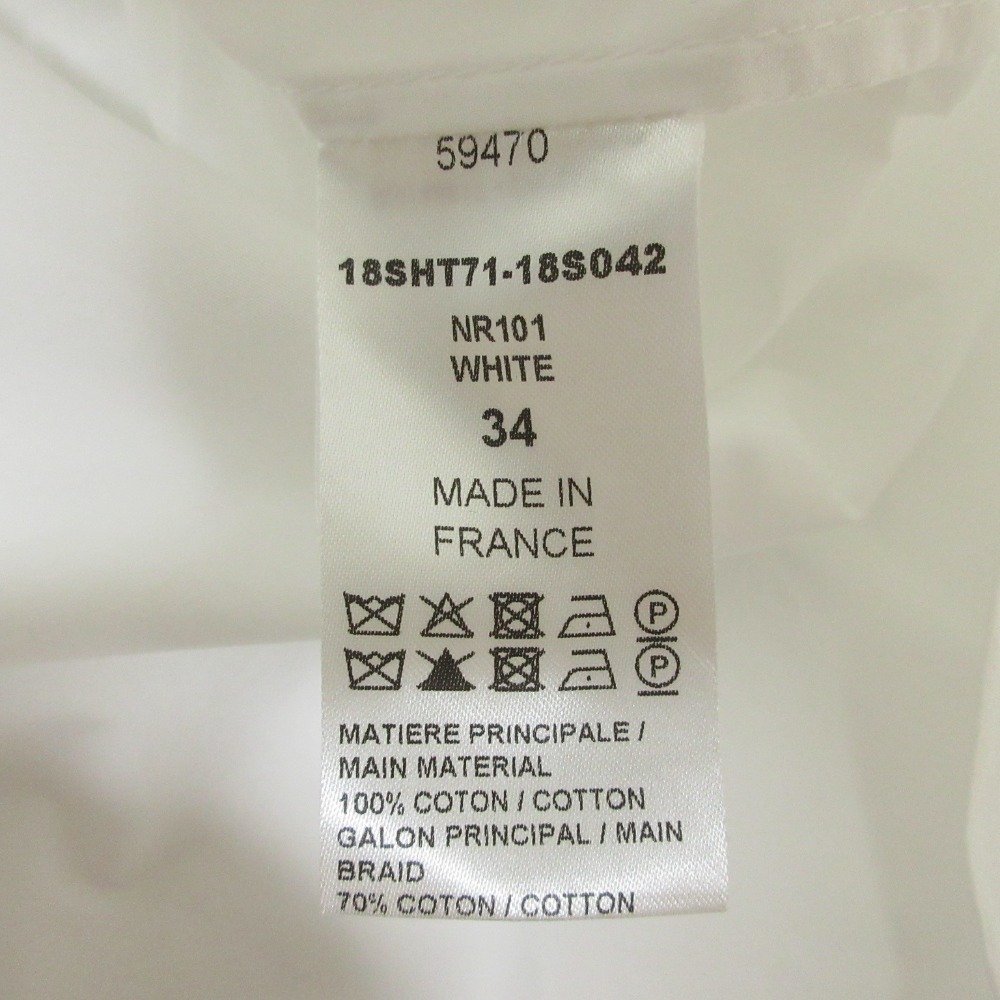 59470
18SHT71-18S042
NR101
WHITE
34
MADE IN
FRANCE
P
P
MATIERE PRINCIPALE /
MAIN MATERIAL
100% COTON / COTTON
GALON PRINCIPAL / MAIN
BRAID
70% COTON / COTTON